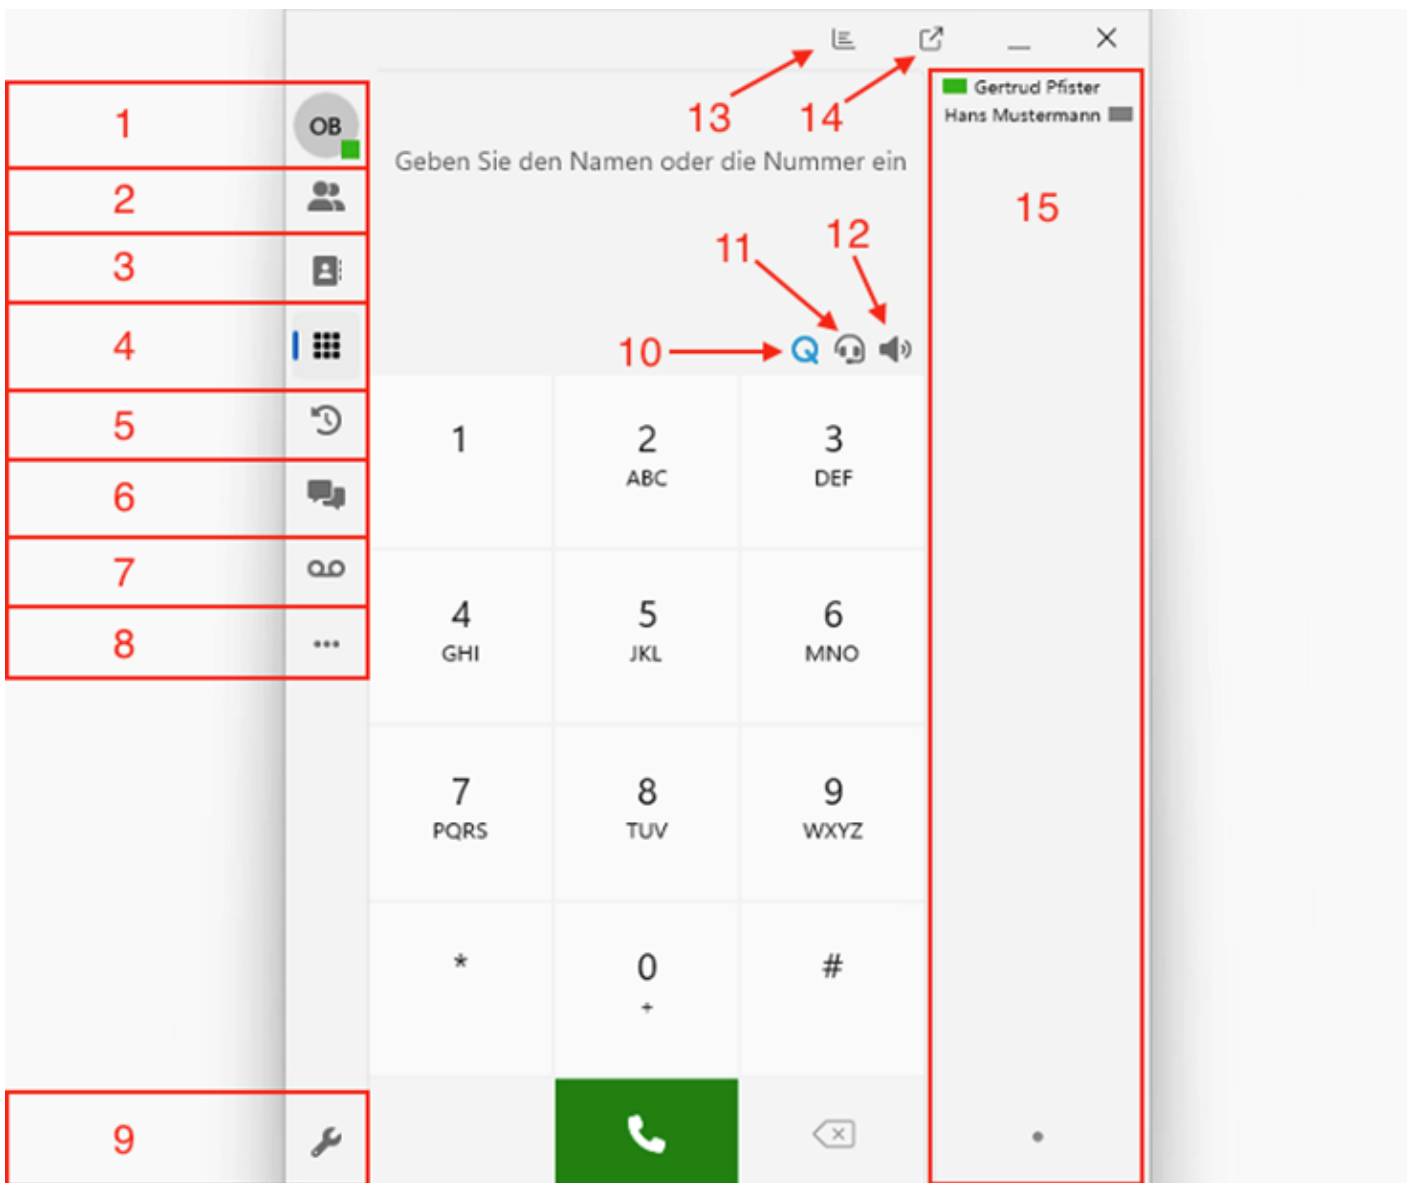 Gertrud Pfister
13
14
Hans Mustermann
1
OB
Geben Sie den Namen oder die Nummer ein
2
15
3
11
12
4
10
5
1
2
3
ABC
DEF
6
7
4
5
6
GHI
JKL
MNO
8
7
8
9
PQRS
TUV
WXYZ
*
0
#
+
9